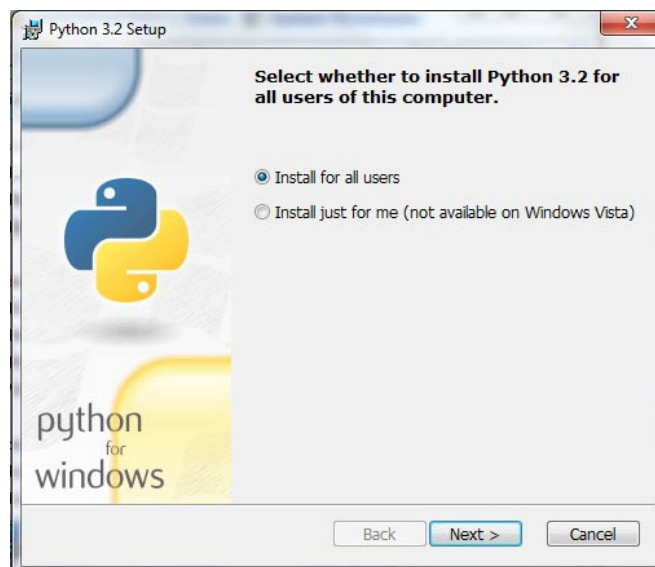 Python 3.2 Setup
Select whether to install Python 3.2 for
all users of this computer.
Install for all users
Install just for me (not available on Windows Vista)
python
for
windows
Back
Next >
Cancel